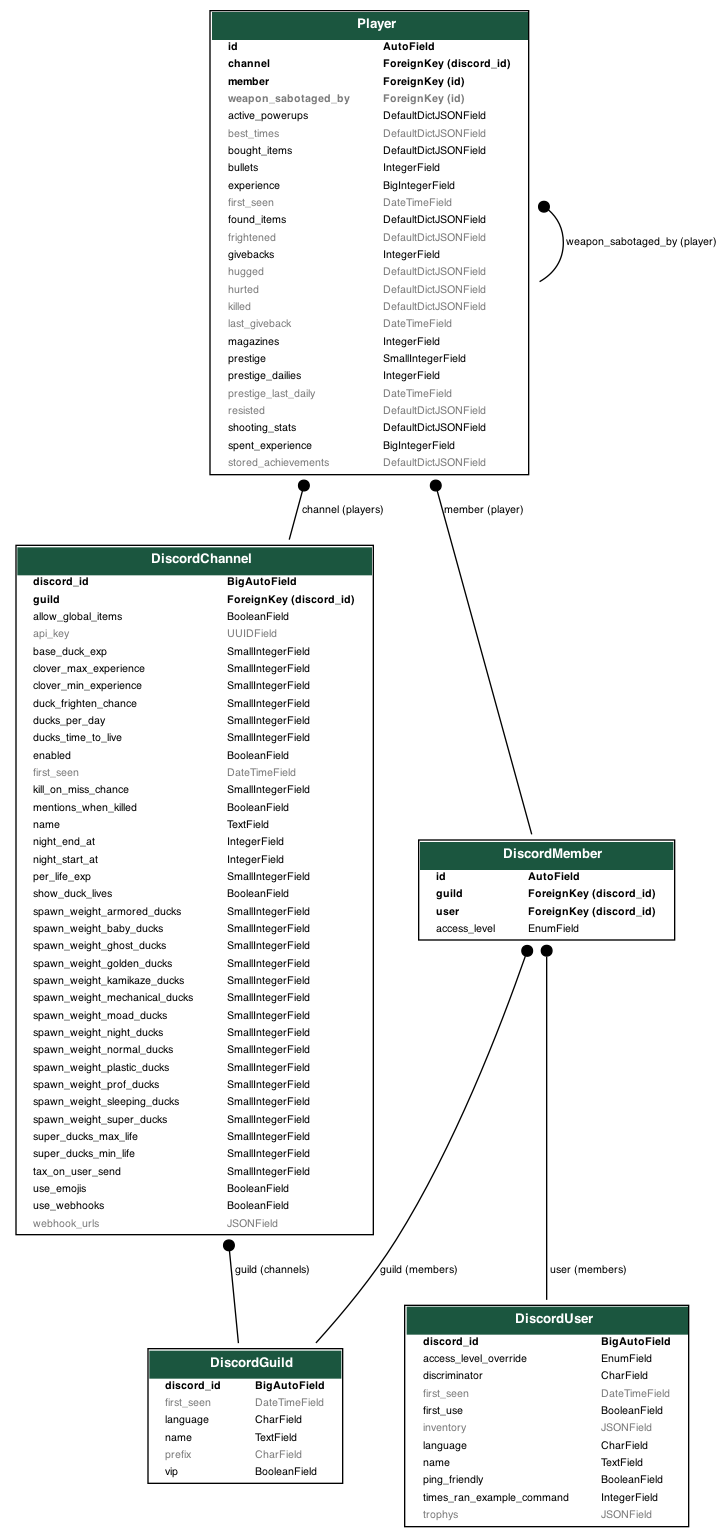 Player
id AutoField
channel ForeignKey (discord_id)
member ForeignKey (id)
weapon_sabotaged_by ForeignKey (id)
active_powerups DefaultDictJSONField
best_times DefaultDictJSONField
bought_items DefaultDictJSONField
bullets IntegerField
experience BigIntegerField
first_seen DateTimeField
found_items DefaultDictJSONField
frightened DefaultDictJSONField
givebacks IntegerField
hugged DefaultDictJSONField
hurted DefaultDictJSONField
killed DefaultDictJSONField
last_giveback DateTimeField
magazines IntegerField
prestige SmallIntegerField
prestige_dailies IntegerField
prestige_last_daily DateTimeField
resisted DefaultDictJSONField
shooting_stats DefaultDictJSONField
spent_experience BigIntegerField
stored_achievements DefaultDictJSONField
weapon_sabotaged_by (player)
channel (players)
member (player)
DiscordChannel
discord_id BigAutoField
guild ForeignKey (discord_id)
allow_global_items BooleanField
api_key UUIDField
base_duck_exp SmallIntegerField
clover_max_experience SmallIntegerField
clover_min_experience SmallIntegerField
duck_frighten_chance SmallIntegerField
ducks_per_day SmallIntegerField
ducks_time_to_live SmallIntegerField
enabled BooleanField
first_seen DateTimeField
kill_on_miss_chance SmallIntegerField
mentions_when_killed BooleanField
name TextField
night_end_at IntegerField
night_start_at IntegerField
per_life_exp SmallIntegerField
show_duck_lives BooleanField
spawn_weight_armored_ducks SmallIntegerField
spawn_weight_baby_ducks SmallIntegerField
spawn_weight_ghost_ducks SmallIntegerField
spawn_weight_golden_ducks SmallIntegerField
spawn_weight_kamikaze_ducks SmallIntegerField
spawn_weight_mechanical_ducks SmallIntegerField
spawn_weight_moad_ducks SmallIntegerField
spawn_weight_night_ducks SmallIntegerField
spawn_weight_normal_ducks SmallIntegerField
spawn_weight_plastic_ducks SmallIntegerField
spawn_weight_prof_ducks SmallIntegerField
spawn_weight_sleeping_ducks SmallIntegerField
spawn_weight_super_ducks SmallIntegerField
super_ducks_max_life SmallIntegerField
super_ducks_min_life SmallIntegerField
tax_on_user_send SmallIntegerField
use_emojis BooleanField
use_webhooks BooleanField
webhook_urls JSONField
DiscordMember
id AutoField
guild ForeignKey (discord_id)
user ForeignKey (discord_id)
access_level EnumField
guild (channels)
guild (members)
user (members)
DiscordGuild
discord_id BigAutoField
first_seen DateTimeField
language CharField
name TextField
prefix CharField
vip BooleanField
DiscordUser
discord_id BigAutoField
access_level_override EnumField
discriminator CharField
first_seen DateTimeField
first_use BooleanField
inventory JSONField
language CharField
name TextField
ping_friendly BooleanField
times_ran_example_command IntegerField
trophys JSONField